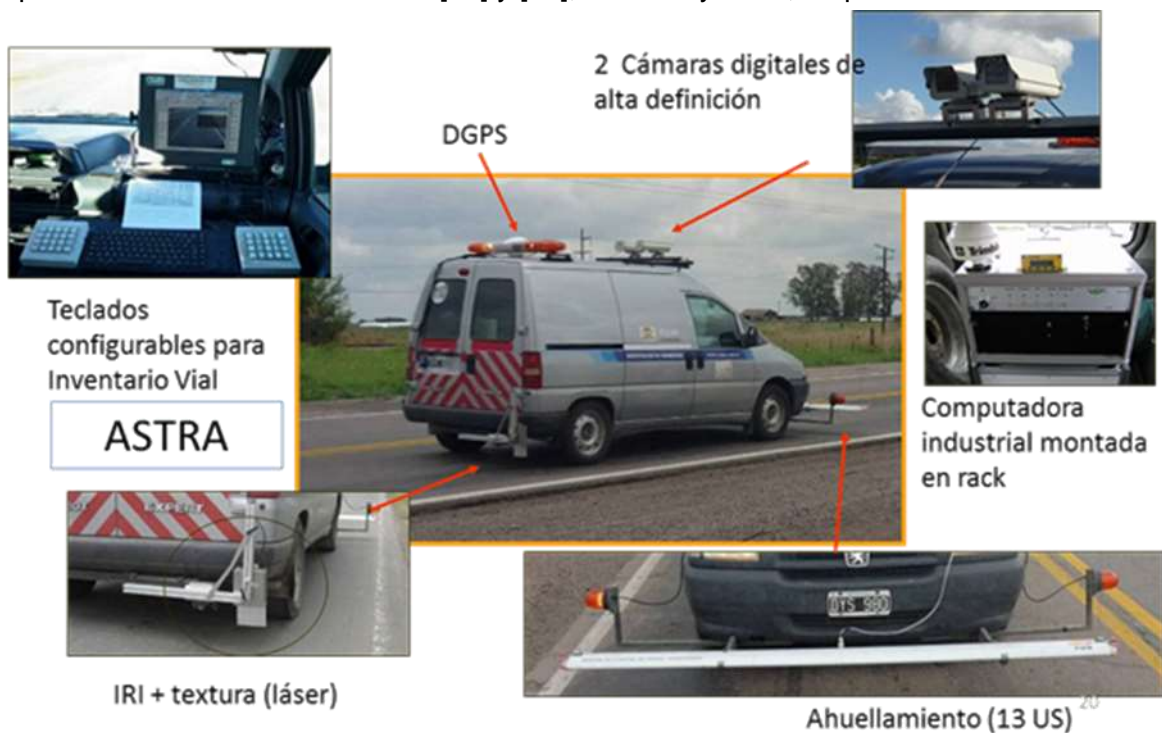 2 Cámaras digitales de
alta definición
DGPS
Teclados
configurables para
Inventario Vial
ASTRA
Computadora
industrial montada
en rack
EXPERT
IRI + textura (láser)
Ahuellamiento (13 US)
20